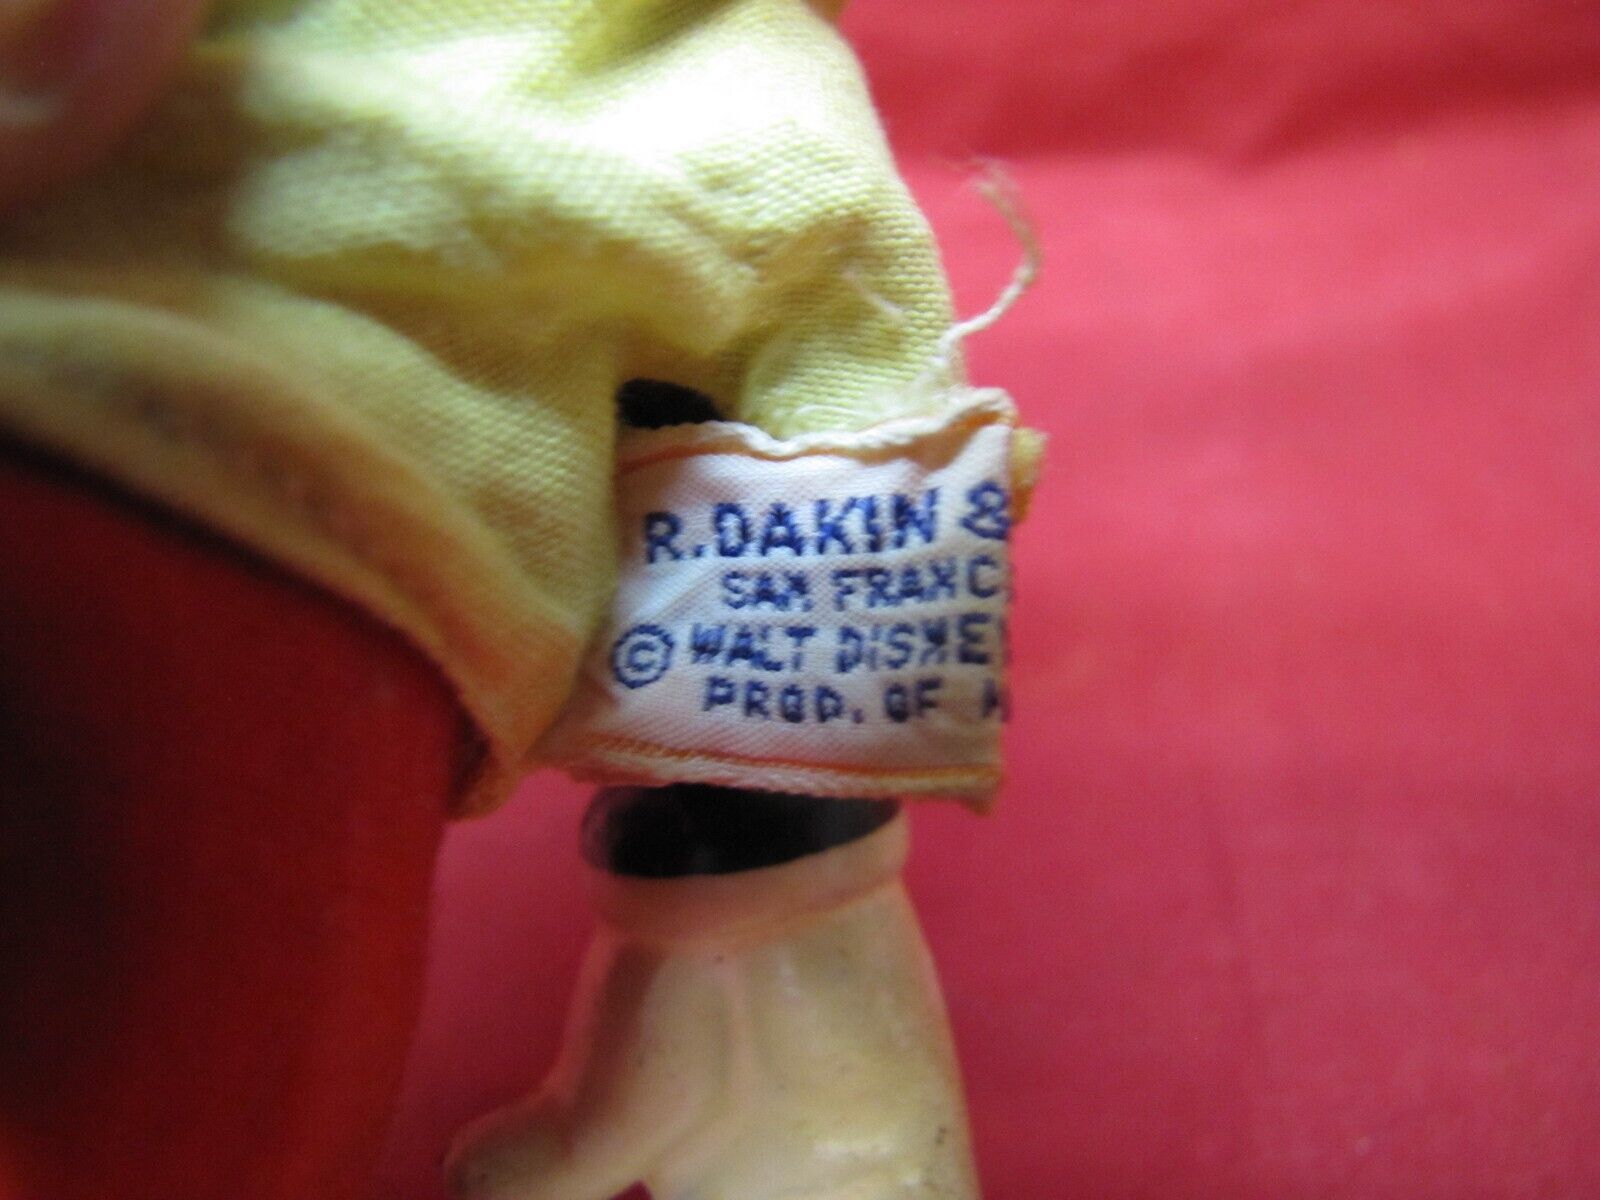 R. DAKIN &
SAN FRANC
© WALT DISNEY
PROD. OF